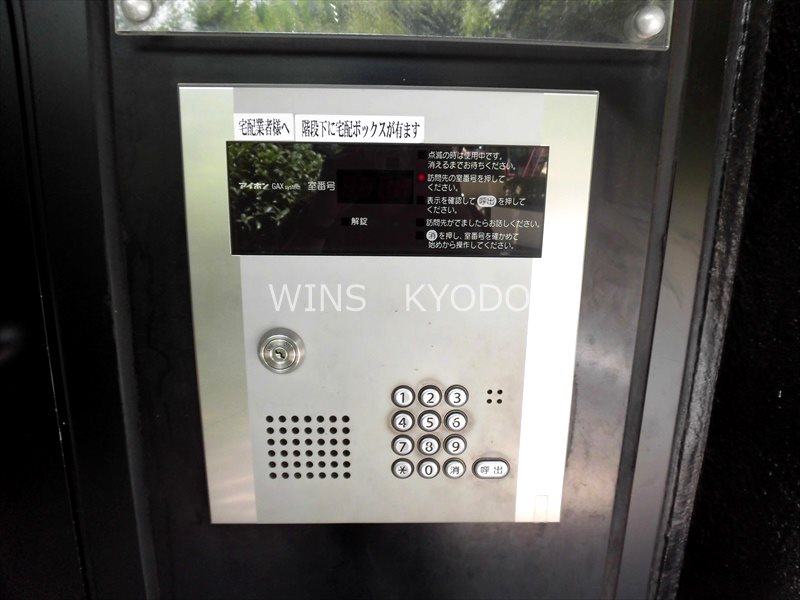 宅配業者様へ 階段下に宅配ボックスが有ます
点滅の時は使用中です。
消えるまでお待ちください。
訪問先の室番号を押して
ください。
アイホン GAX system 室番号
表示を確認して 呼出 を押して
ください。
解錠
訪問先がでましたらお話しください。
消 を押し、室番号を確かめて
始めから操作してください。
WINS KYODO
1 2 3
4 5 6
7 8 9
* 0 消 呼出